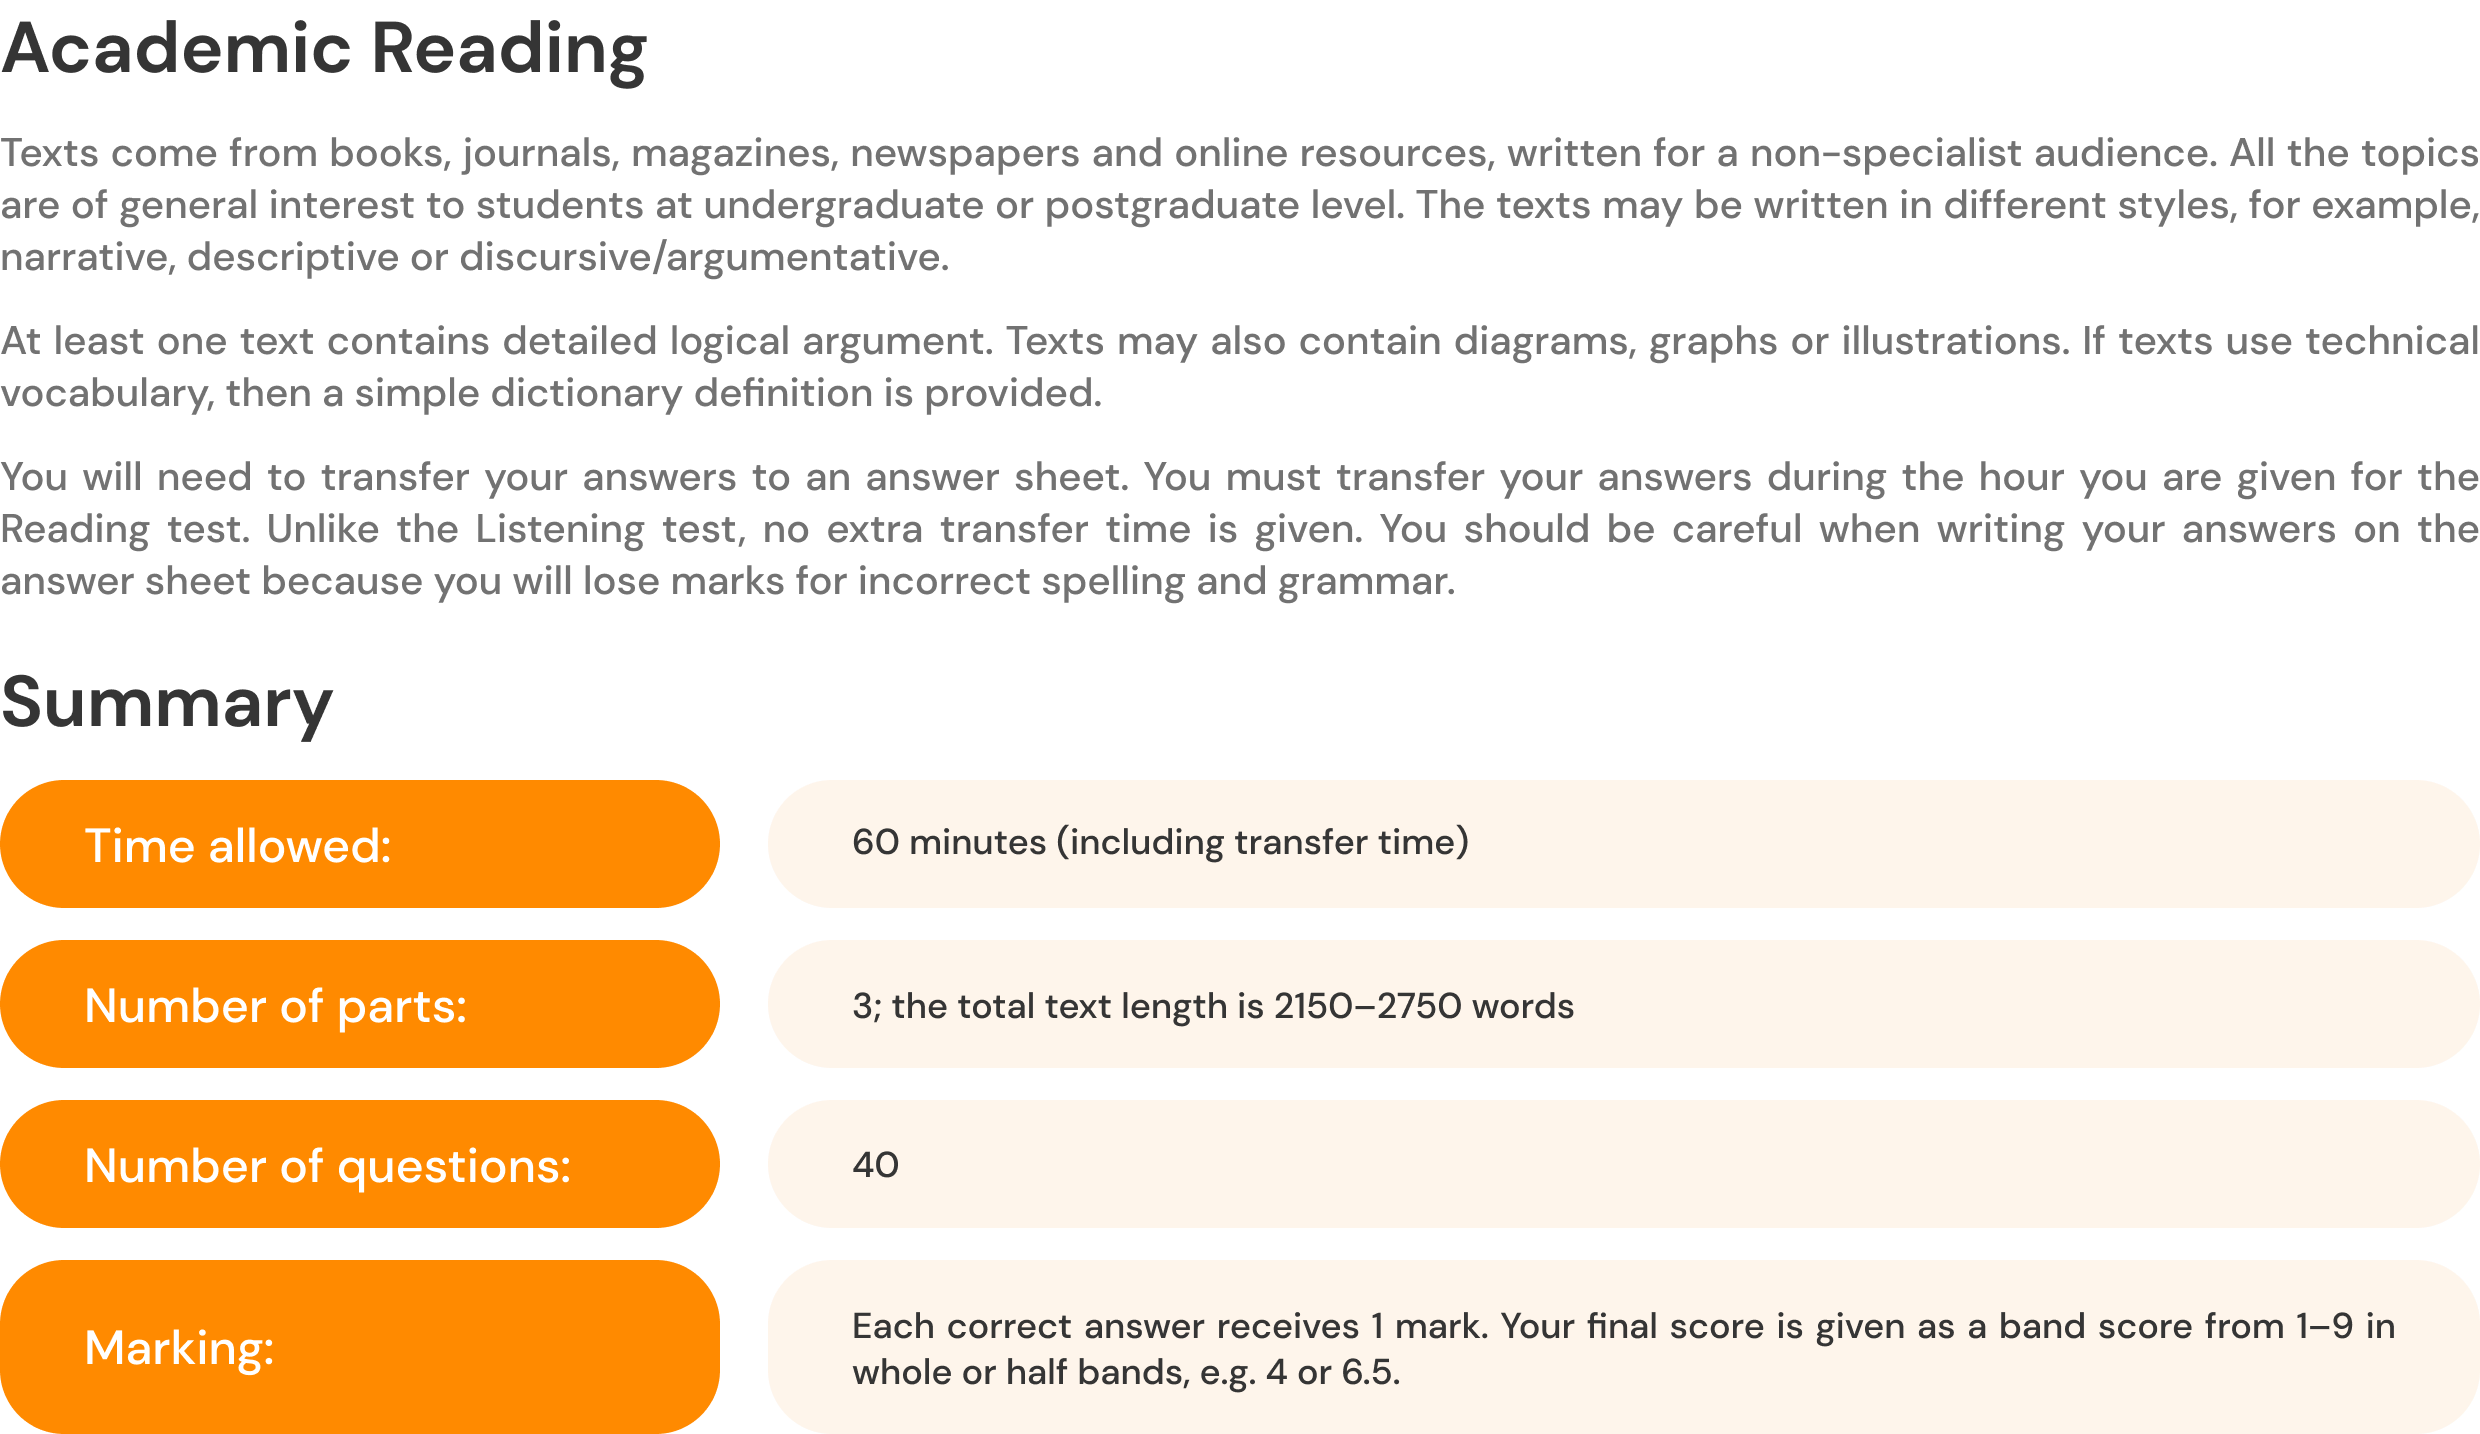 Academic Reading
Texts come from books, journals, magazines, newspapers and online resources, written for a non-specialist audience. All the topics
are of general interest to students at undergraduate or postgraduate level. The texts may be written in different styles, for example,
narrative, descriptive or discursive/argumentative.
At least one text contains detailed logical argument. Texts may also contain diagrams, graphs or illustrations. If texts use technical
vocabulary, then a simple dictionary definition is provided.
You will need to transfer your answers to an answer sheet. You must transfer your answers during the hour you are given for the
Reading test. Unlike the Listening test, no extra transfer time is given. You should be careful when writing your answers on the
answer sheet because you will lose marks for incorrect spelling and grammar.
Summary
Time allowed:
60 minutes (including transfer time)
Number of parts:
3; the total text length is 2150–2750 words
Number of questions:
40
Marking:
Each correct answer receives 1 mark. Your final score is given as a band score from 1–9 in
whole or half bands, e.g. 4 or 6.5.